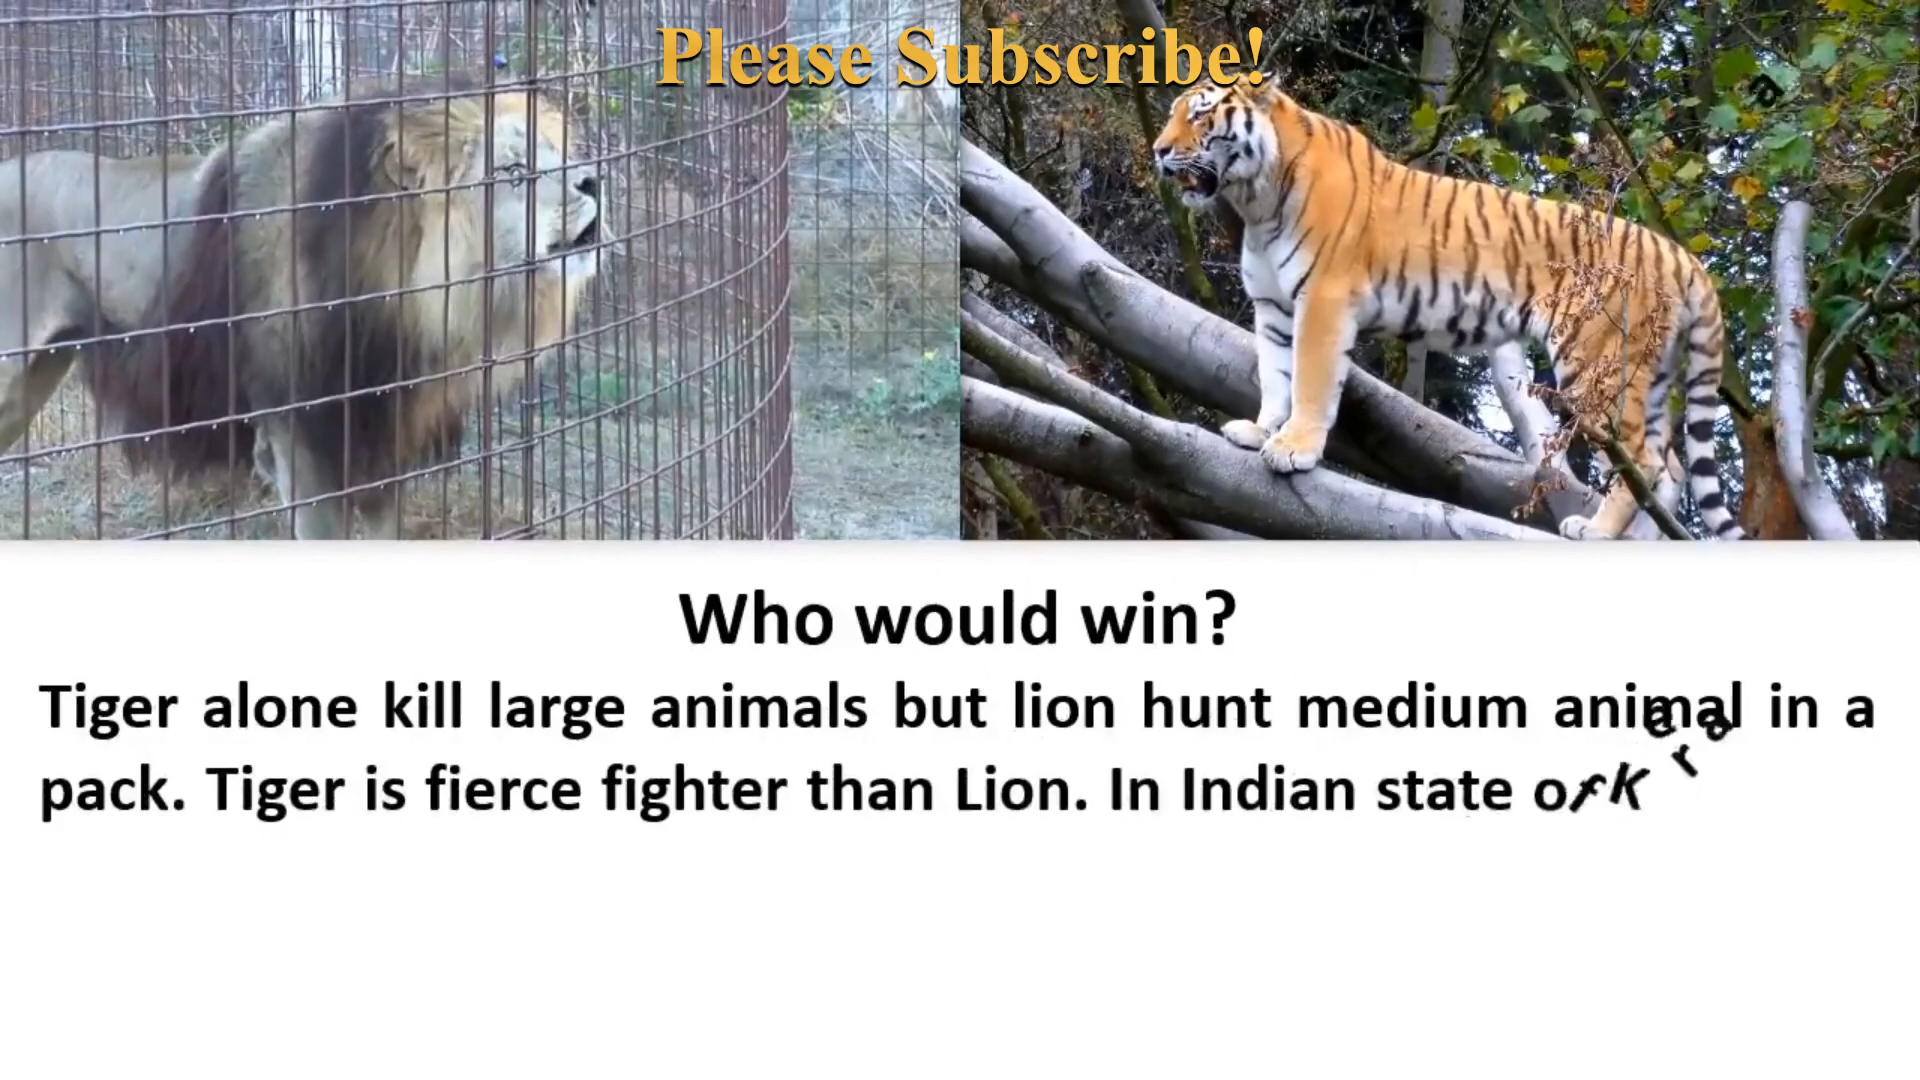 Please Subscribe!
Who would win?
Tiger alone kill large animals but lion hunt medium animal in a
pack. Tiger is fierce fighter than Lion. In Indian state of